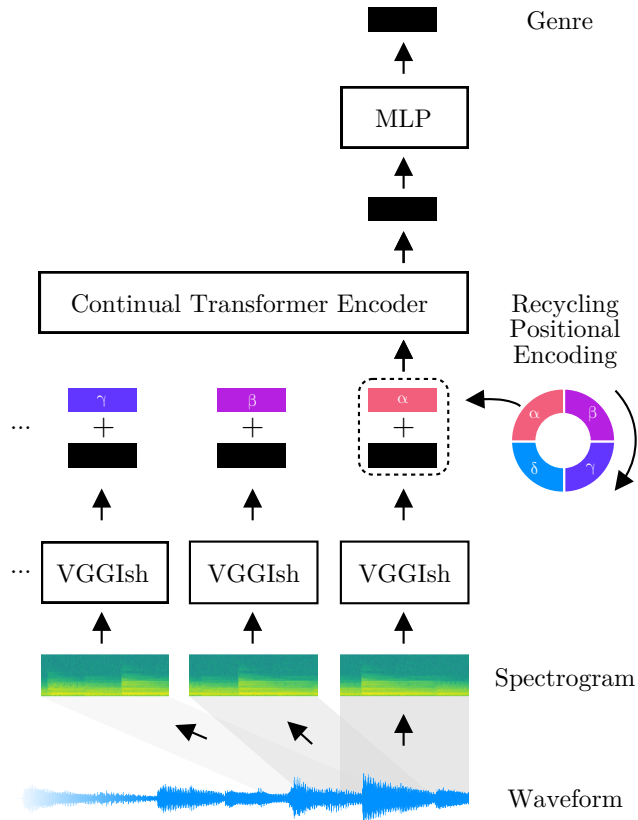 Genre
MLP
Continual Transformer Encoder
Recycling
Positional
Encoding
... γ β α
+ + +
α β
δ γ
... VGGIsh VGGIsh VGGIsh
Spectrogram
Waveform